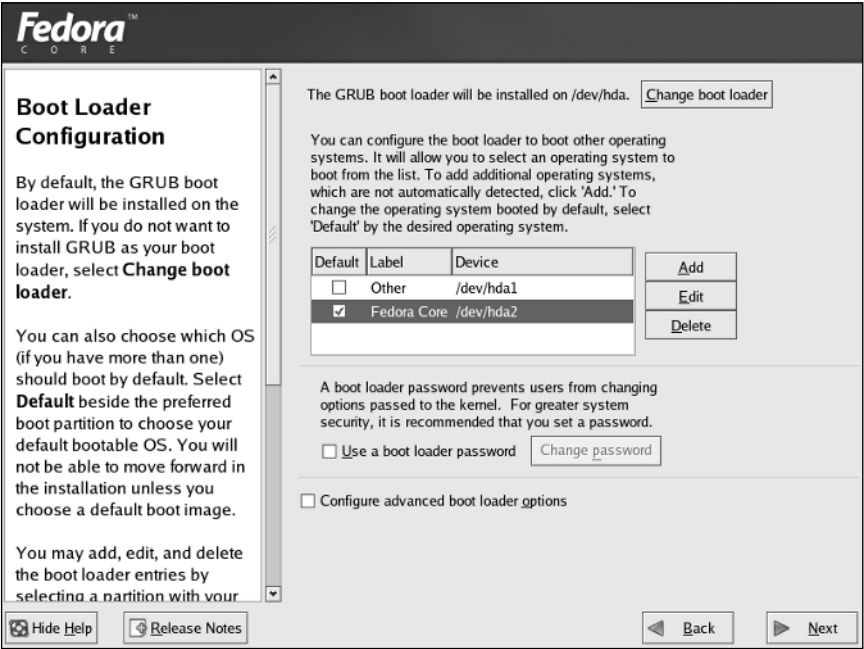 Fedora™
CORE
Boot Loader
Configuration
By default, the GRUB boot
loader will be installed on the
system. If you do not want to
install GRUB as your boot
loader, select Change boot
loader.
You can also choose which OS
(if you have more than one)
should boot by default. Select
Default beside the preferred
boot partition to choose your
default bootable OS. You will
not be able to move forward in
the installation unless you
choose a default boot image.
You may add, edit, and delete
the boot loader entries by
selecting a partition with your
The GRUB boot loader will be installed on /dev/hda. Change boot loader
You can configure the boot loader to boot other operating
systems. It will allow you to select an operating system to
boot from the list. To add additional operating systems,
which are not automatically detected, click 'Add.' To
change the operating system booted by default, select
'Default' by the desired operating system.
Default Label Device
Other /dev/hda1
Fedora Core /dev/hda2
Add
Edit
Delete
A boot loader password prevents users from changing
options passed to the kernel. For greater system
security, it is recommended that you set a password.
Use a boot loader password Change password
Configure advanced boot loader options
Hide Help Release Notes Back Next